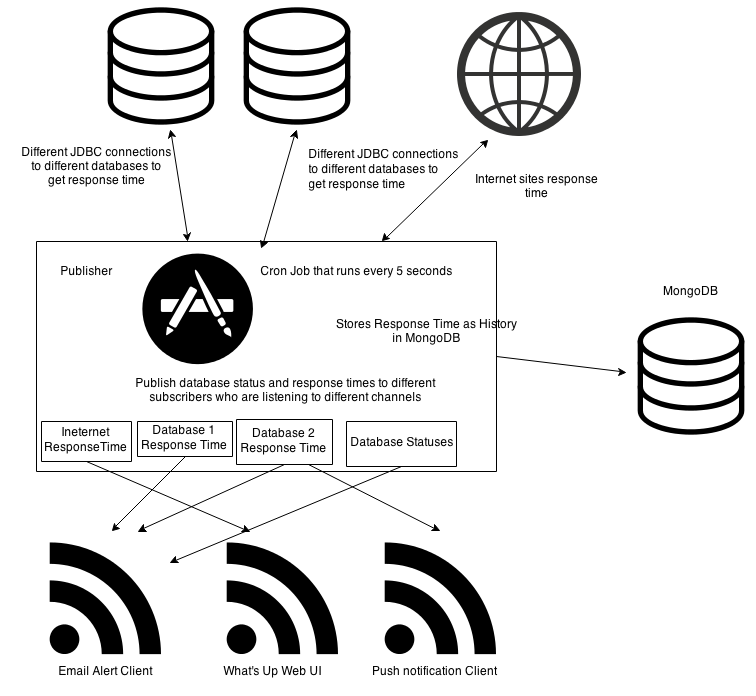 Different JDBC connections
to different databases to
get response time
Different JDBC connections
to different databases to
get response time
Internet sites response
time
Publisher
Cron Job that runs every 5 seconds
MongoDB
Stores Response Time as History
in MongoDB
Publish database status and response times to different
subscribers who are listening to different channels
Ineternet
ResponseTime
Database 1
Response Time
Database 2
Response Time
Database Statuses
Email Alert Client
What's Up Web UI
Push notification Client